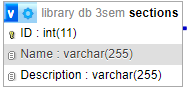 v library db 3sem sections
ID : int(11)
Name : varchar(255)
Description : varchar(255)